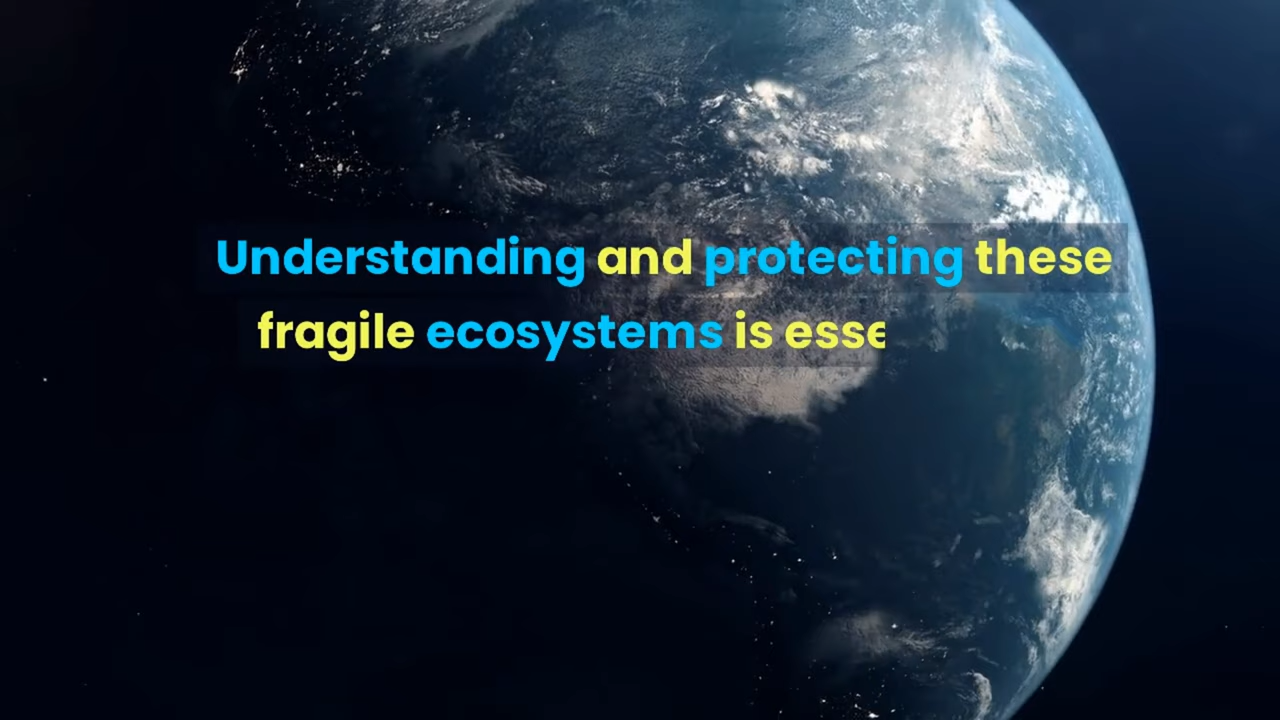 Understanding and protecting these
fragile ecosystems is esse